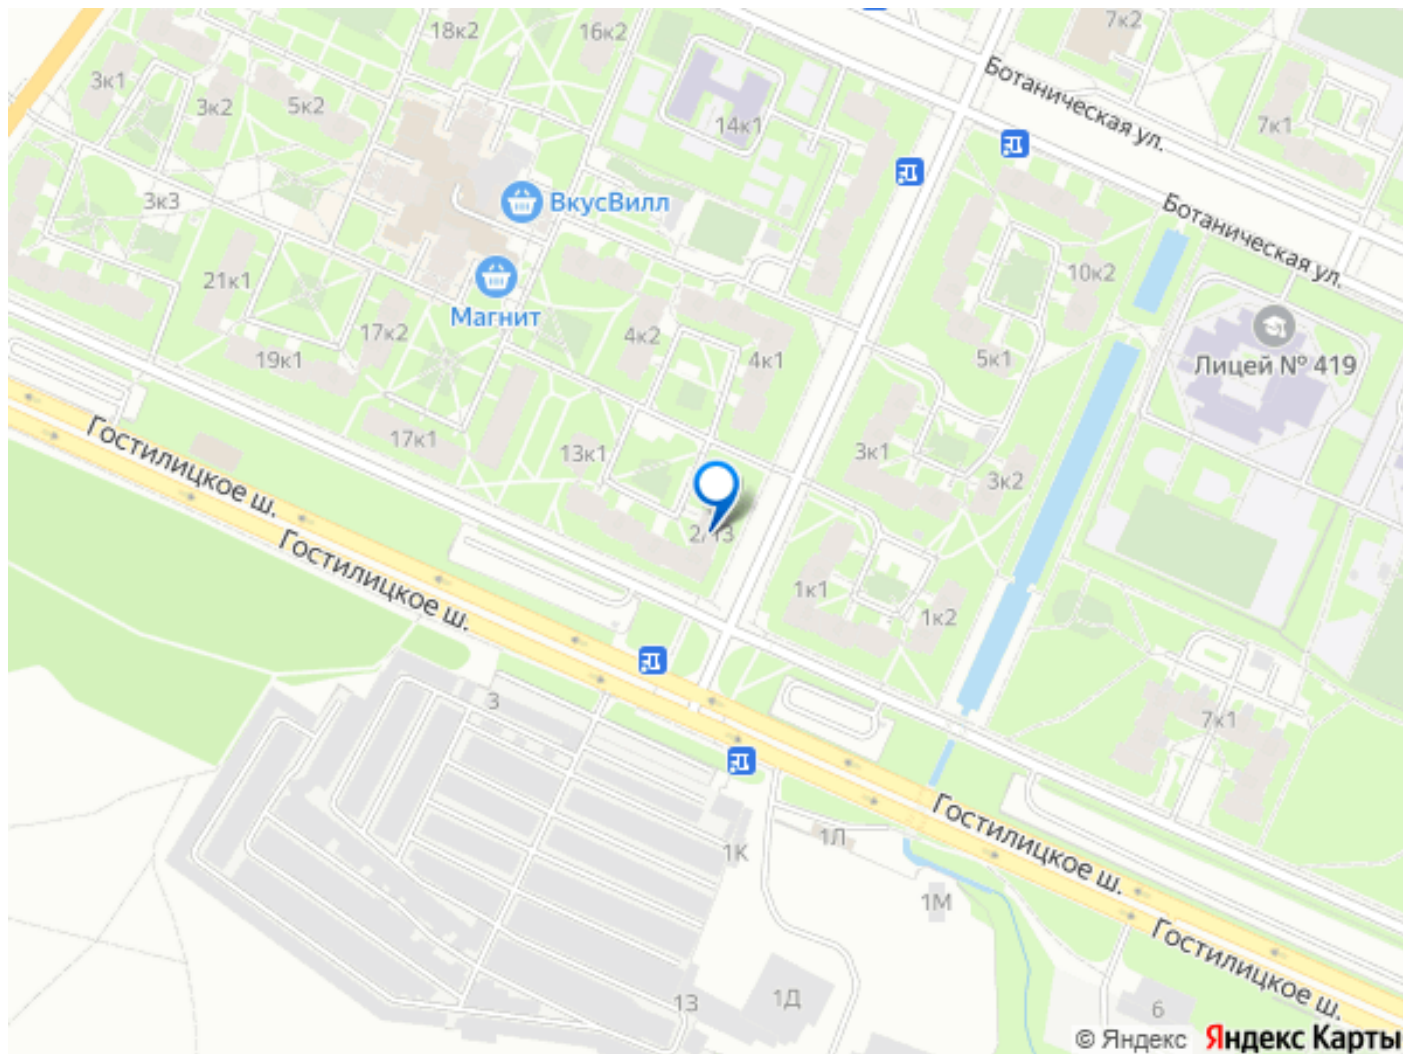 18к2
16к2
7к2
3к1
3к2
5к2
14к1
Ботаническая ул.
7к1
3к3
ВкусВилл
Ботаническая ул.
21к1
10к2
Магнит
17к2
4к2
19к1
4к1
5к1
Лицей № 419
17к1
13к1
3к1
3к2
Гостилицкое ш.
2/13
Гостилицкое ш.
1к1
1к2
3
7к1
1К
1Л
Гостилицкое ш.
1М
Гостилицкое ш.
13
1Д
6
© Яндекс Яндекс Карты